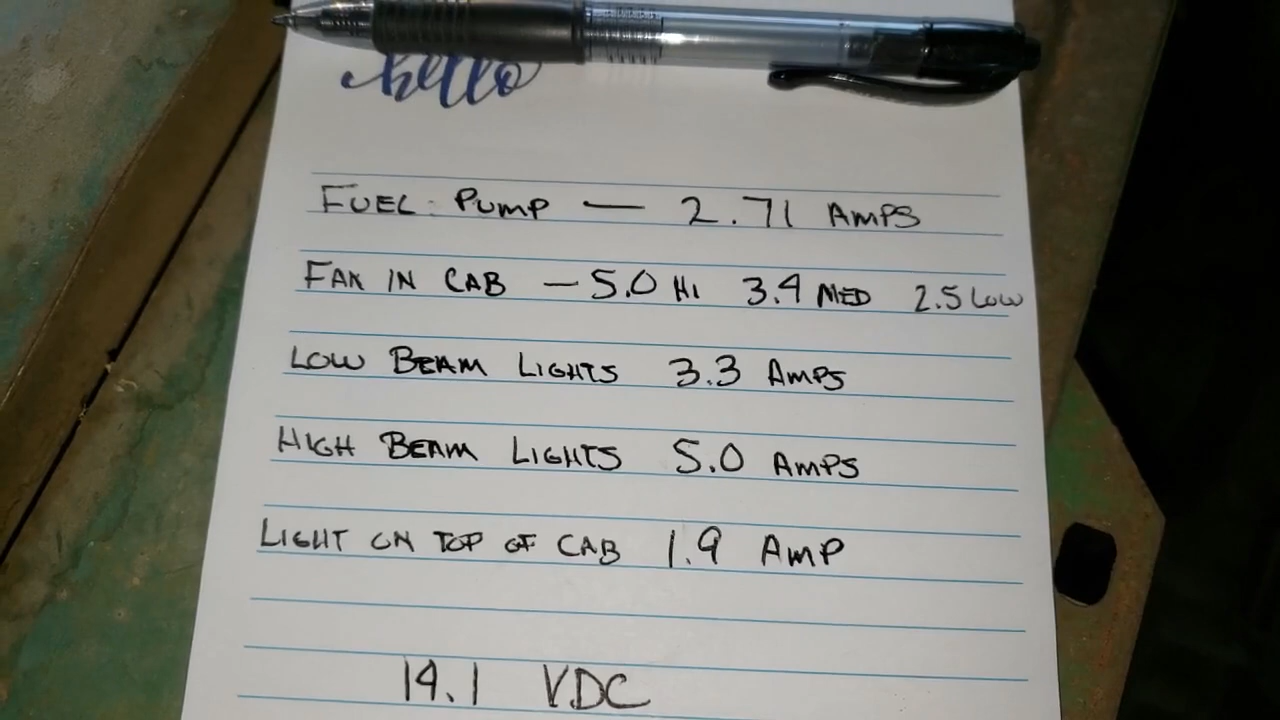 hello
FUEL PUMP — 2.71 AMPS
FAN IN CAB — 5.0 HI 3.4 MED 2.5 LOW
LOW BEAM LIGHTS 3.3 AMPS
HIGH BEAM LIGHTS 5.0 AMPS
LIGHT ON TOP OF CAB 1.9 AMP
14.1 VDC